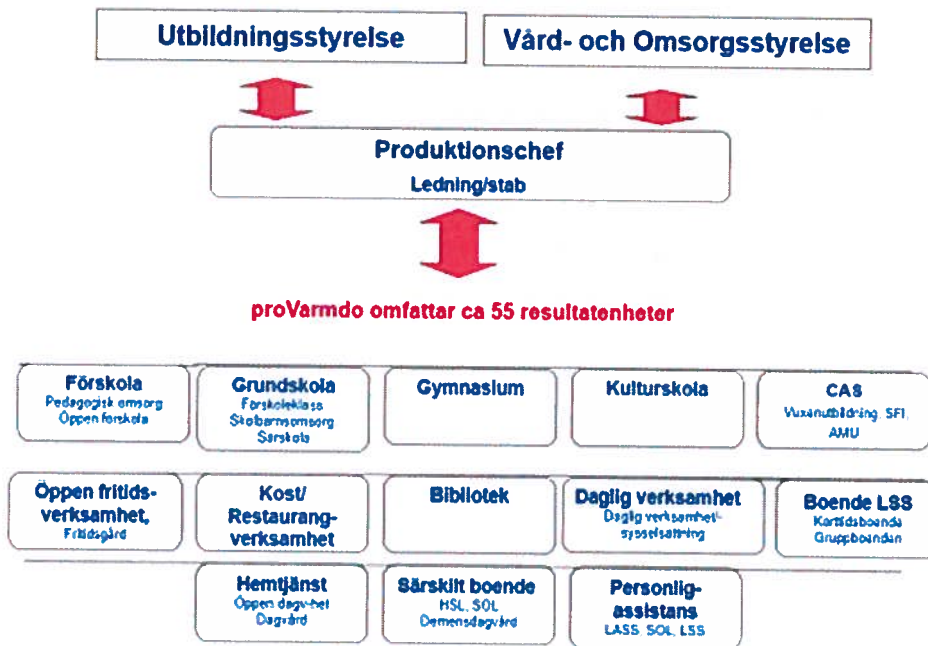 Utbildningsstyrelse
Vård- och Omsorgsstyrelse
Produktionschef
Ledning/stab
proVarmdo omfattar ca 55 resultatenheter
Förskola
Pedagogisk omsorg
Öppen förskola
Grundskola
Förskoleklass
Skolbarnsomsorg
Särskola
Gymnasium
Kulturskola
CAS
Vuxenutbildning, SFI,
AMU
Öppen fritids-
verksamhet,
Fritidsgård
Kost/
Restaurang-
verksamhet
Bibliotek
Daglig verksamhet
Daglig verksamhet-
sysselsättning
Boende LSS
Korttidsboende
Gruppboenden
Hemtjänst
Öppen dagv-het
Dagvård
Särskilt boende
HSL, SOL
Demensdagvård
Personlig-
assistans
LASS, SOL, LSS